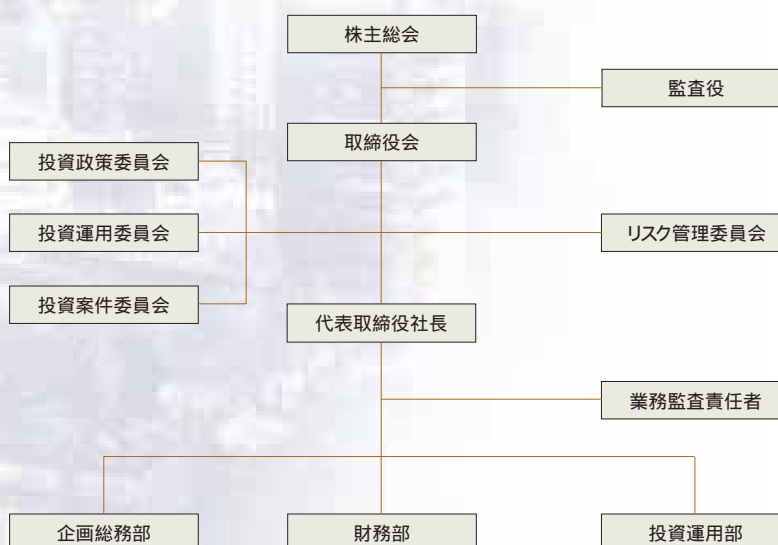 株主総会
監査役
取締役会
投資政策委員会
投資運用委員会
リスク管理委員会
投資案件委員会
代表取締役社長
業務監査責任者
企画総務部
財務部
投資運用部